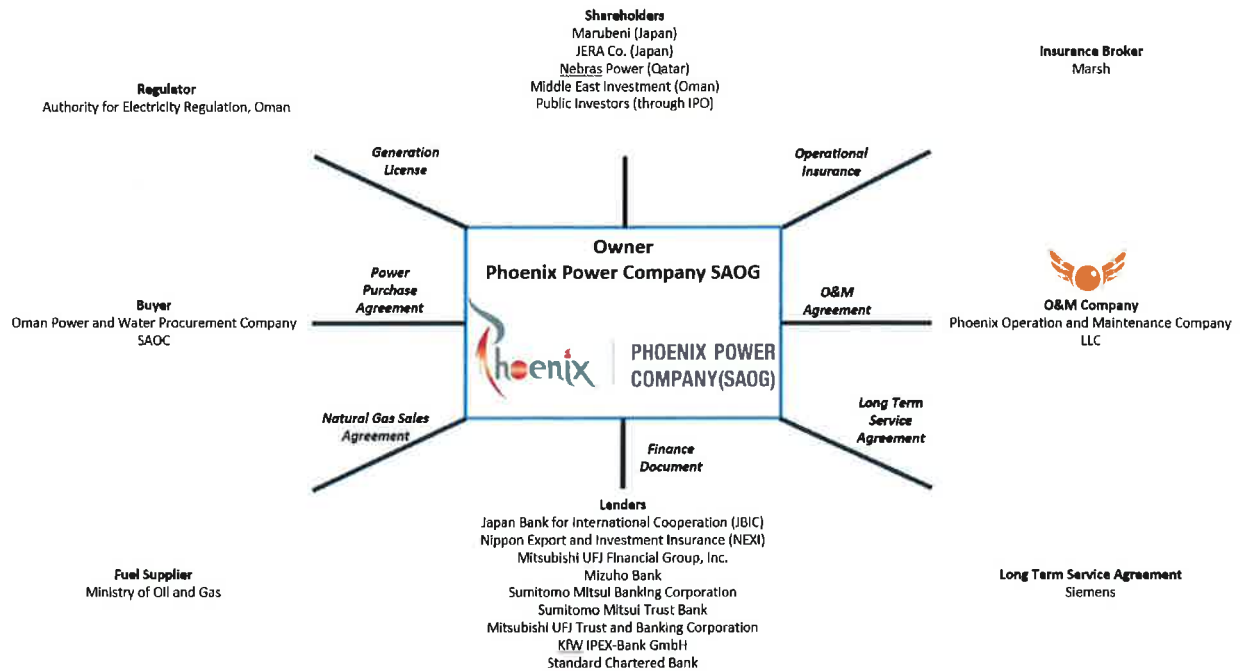 Shareholders
Marubeni (Japan)
JERA Co. (Japan)
Nebras Power (Qatar)
Middle East Investment (Oman)
Public Investors (through IPO)
Insurance Broker
Marsh
Regulator
Authority for Electricity Regulation, Oman
Generation
License
Operational
Insurance
Owner
Phoenix Power Company SAOG
Power
Purchase
Agreement
O&M
Agreement
Buyer
Oman Power and Water Procurement Company
SAOC
O&M Company
Phoenix Operation and Maintenance Company
LLC
Phoenix
PHOENIX POWER
COMPANY(SAOG)
Natural Gas Sales
Agreement
Long Term
Service
Agreement
Finance
Document
Lenders
Japan Bank for International Cooperation (JBIC)
Nippon Export and Investment Insurance (NEXI)
Mitsubishi UFJ Financial Group, Inc.
Mizuho Bank
Sumitomo Mitsui Banking Corporation
Sumitomo Mitsui Trust Bank
Mitsubishi UFJ Trust and Banking Corporation
KfW IPEX-Bank GmbH
Standard Chartered Bank
Fuel Supplier
Ministry of Oil and Gas
Long Term Service Agreement
Siemens